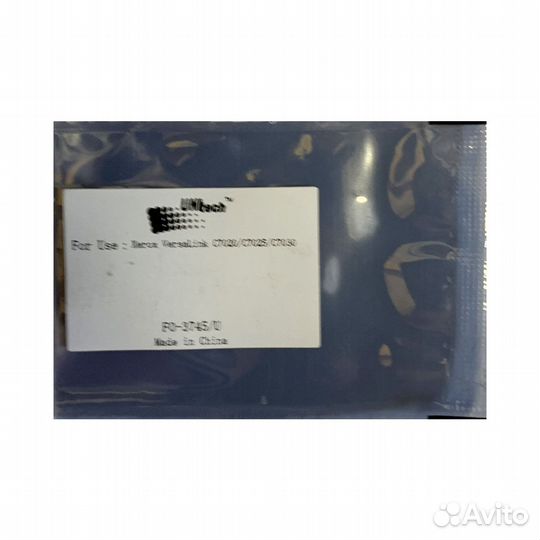 UNItech™
For Use : Xerox VersaLink C7020/C7025/C7030
FO-3745/U
Made in China
Avito